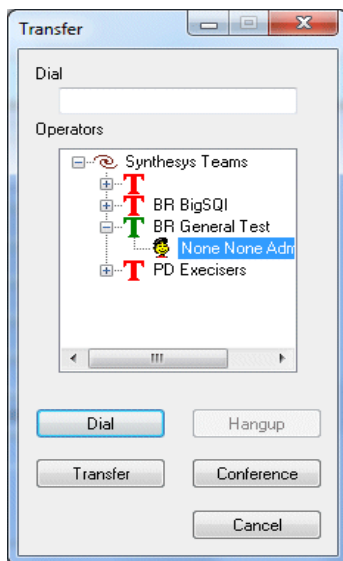 Transfer
Dial
Operators
Synthesys Teams
T
T BR BigSQl
T BR General Test
None None Adm
T PD Execisers
Dial
Hangup
Transfer
Conference
Cancel